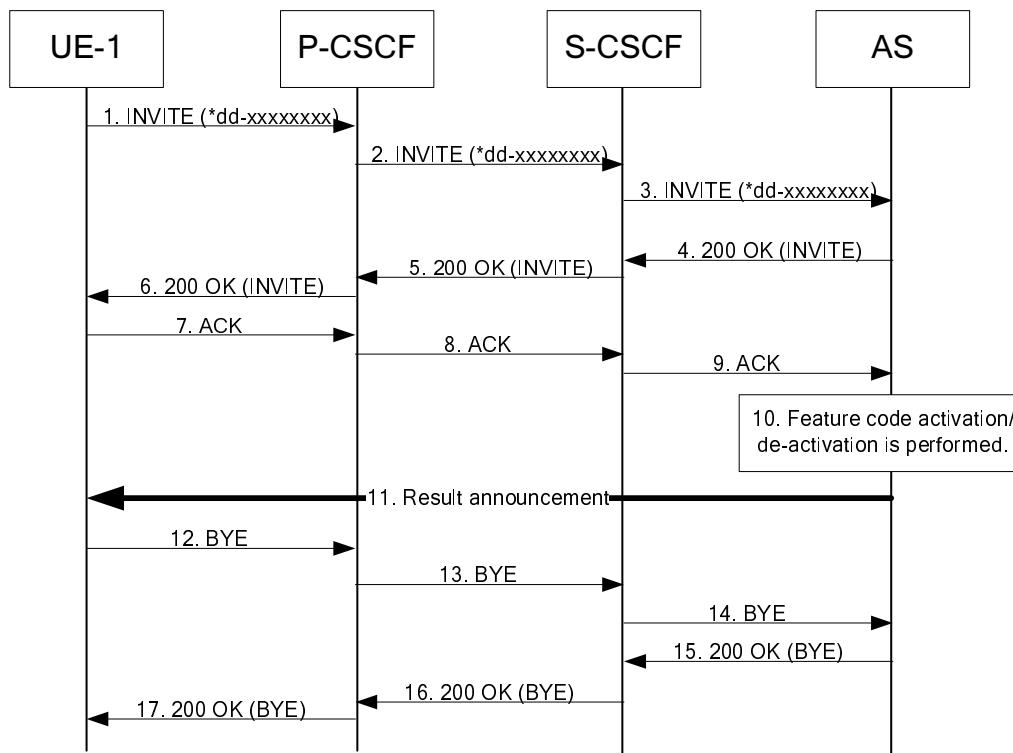 UE-1
P-CSCF
S-CSCF
AS
1. INVITE (*dd-xxxxxxxx)
2. INVITE (*dd-xxxxxxxx)
3. INVITE (*dd-xxxxxxxx)
4. 200 OK (INVITE)
5. 200 OK (INVITE)
6. 200 OK (INVITE)
7. ACK
8. ACK
9. ACK
10. Feature code activation/
de-activation is performed.
11. Result announcement
12. BYE
13. BYE
14. BYE
15. 200 OK (BYE)
16. 200 OK (BYE)
17. 200 OK (BYE)